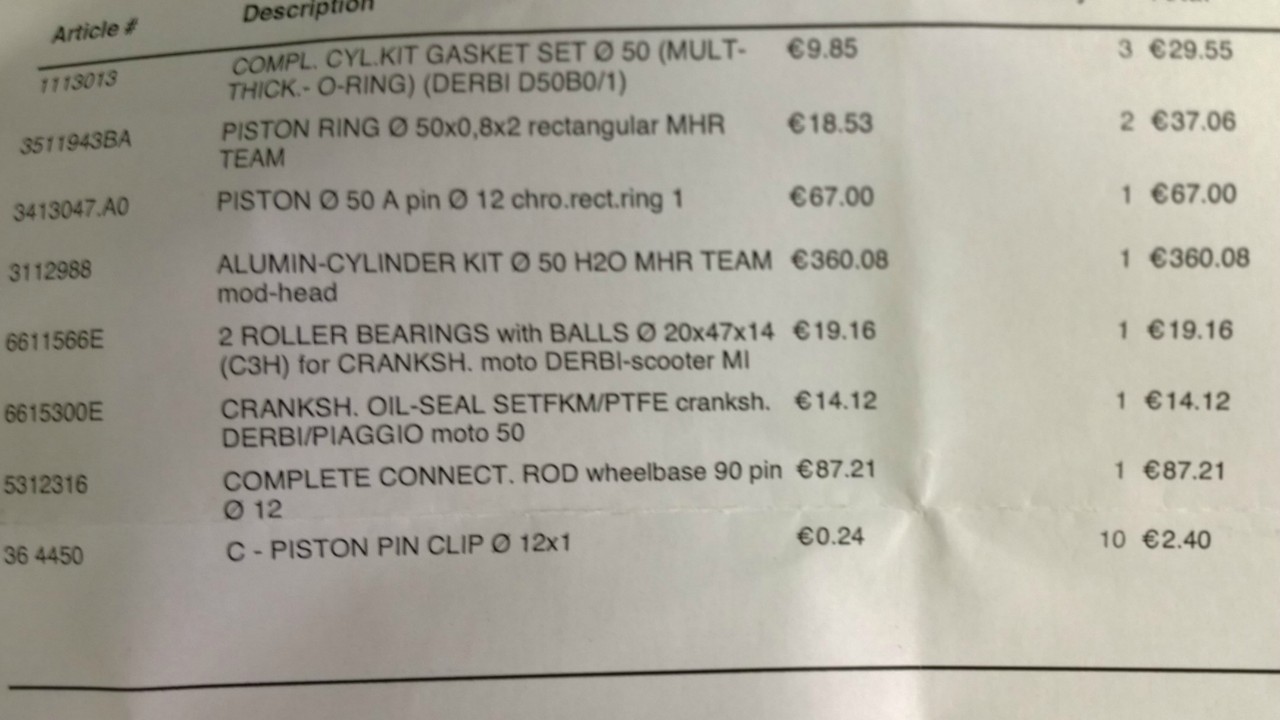 Article # Description
1113013 COMPL. CYL.KIT GASKET SET Ø 50 (MULT- €9.85 3 €29.55
THICK.- O-RING) (DERBI D50B0/1)
3511943BA PISTON RING Ø 50x0,8x2 rectangular MHR €18.53 2 €37.06
TEAM
3413047.A0 PISTON Ø 50 A pin Ø 12 chro.rect.ring 1 €67.00 1 €67.00
3112988 ALUMIN-CYLINDER KIT Ø 50 H2O MHR TEAM €360.08 1 €360.08
mod-head
6611566E 2 ROLLER BEARINGS with BALLS Ø 20x47x14 €19.16 1 €19.16
(C3H) for CRANKSH. moto DERBI-scooter MI
6615300E CRANKSH. OIL-SEAL SETFKM/PTFE cranksh. €14.12 1 €14.12
DERBI/PIAGGIO moto 50
5312316 COMPLETE CONNECT. ROD wheelbase 90 pin €87.21 1 €87.21
Ø 12
36 4450 C - PISTON PIN CLIP Ø 12x1 €0.24 10 €2.40